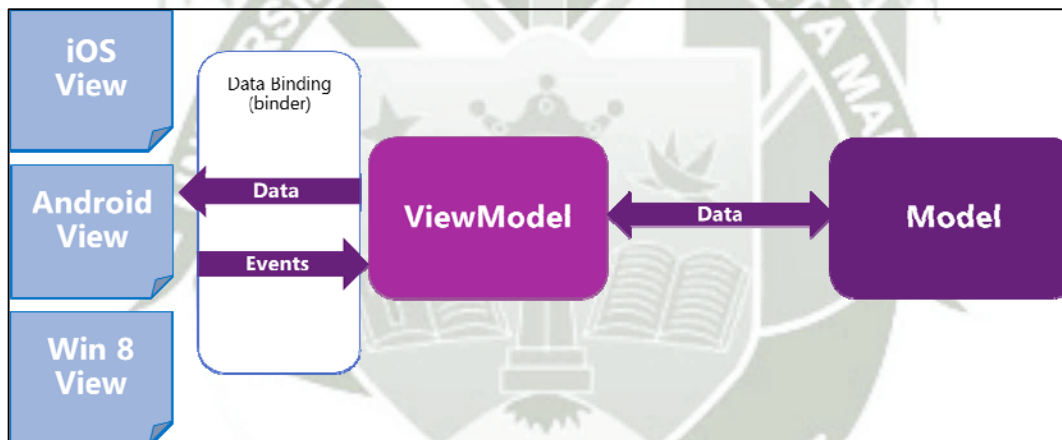 iOS
View
Data Binding
(binder)
Android
View
Data
Events
ViewModel
Data
Model
Win 8
View